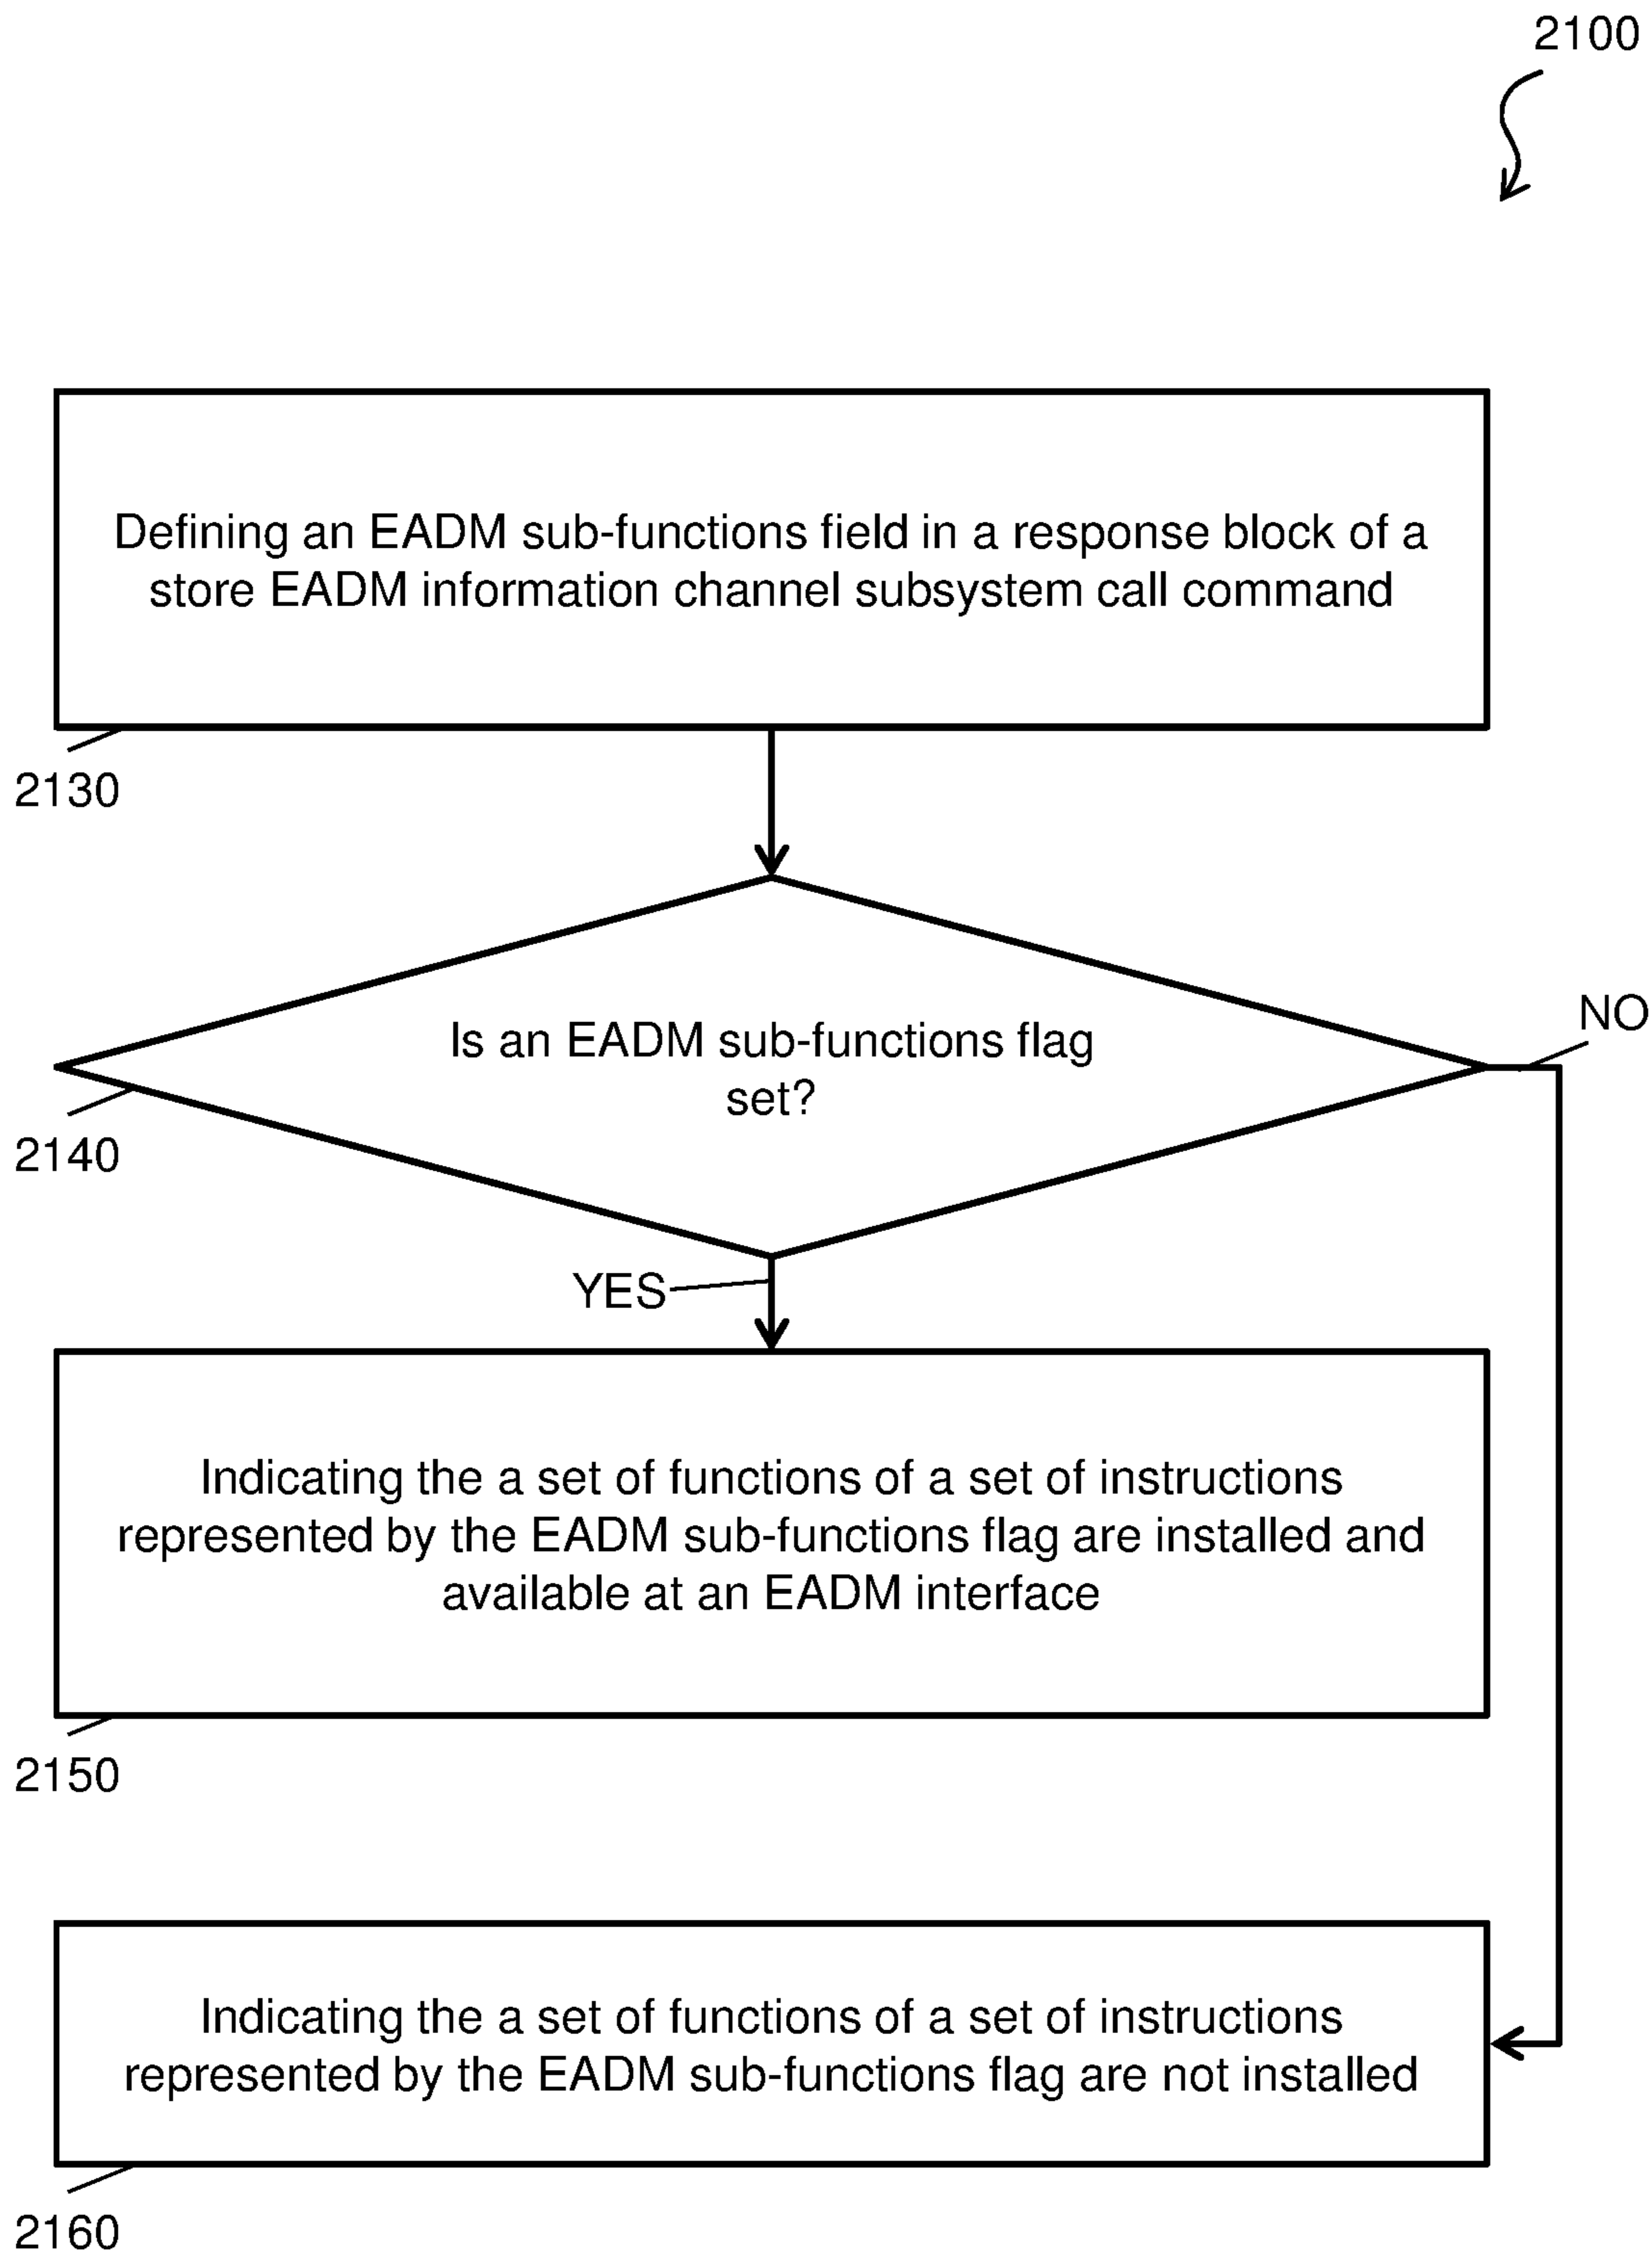 2100
Defining an EADM sub-functions field in a response block of a
store EADM information channel subsystem call command
2130
Is an EADM sub-functions flag
set?
NO
2140
YES
Indicating the a set of functions of a set of instructions
represented by the EADM sub-functions flag are installed and
available at an EADM interface
2150
Indicating the a set of functions of a set of instructions
represented by the EADM sub-functions flag are not installed
2160